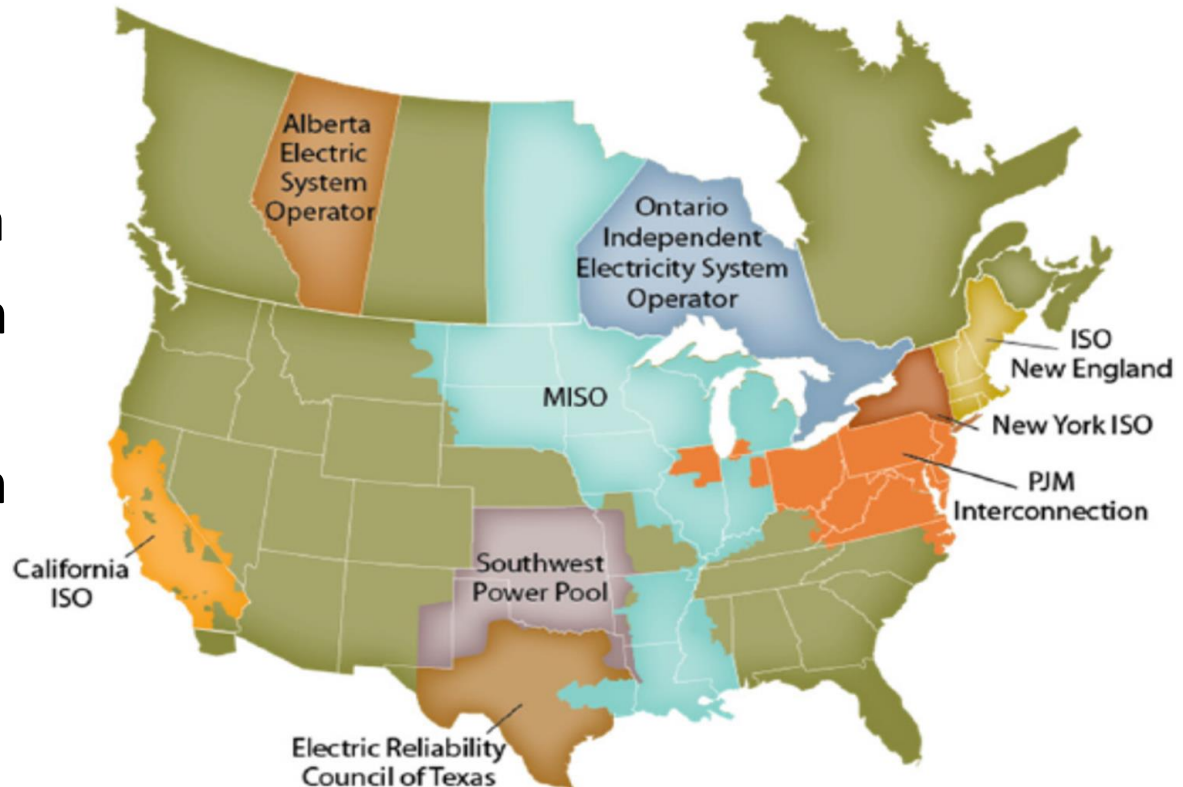 Alberta
Electric
System
Operator
Ontario
Independent
Electricity System
Operator
ISO
New England
MISO
New York ISO
PJM
Interconnection
California
ISO
Southwest
Power Pool
Electric Reliability
Council of Texas